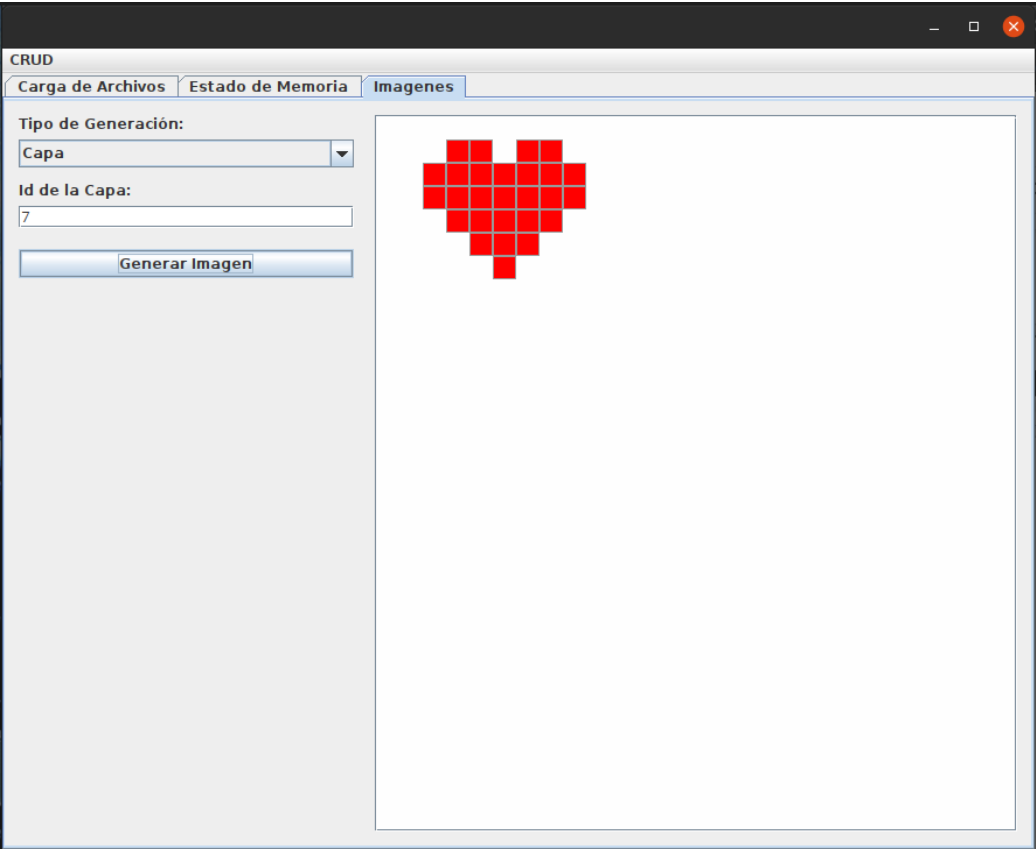 CRUD
Carga de Archivos Estado de Memoria Imagenes
Tipo de Generación:
Capa
Id de la Capa:
7
Generar Imagen